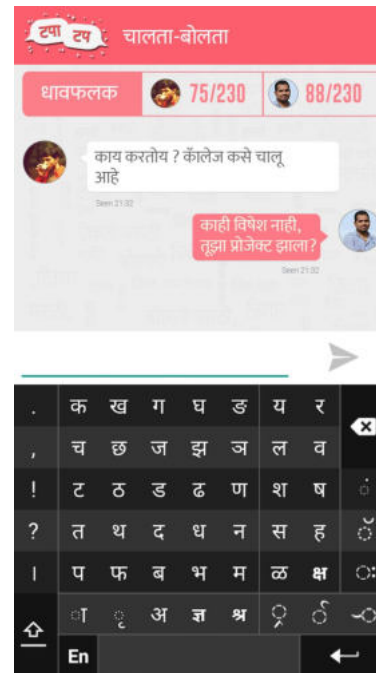 टपा टप चालता-बोलता
धावफलक 75/230 88/230
काय करतोय ? कॅालेज कसे चालू
आहे
Seen 21:02
काही विषेश नाही,
तूझा प्रोजेक्ट झाला?
Seen 21:02
. क ख ग घ ङ य र
, च छ ज झ ञ ल व
! ट ठ ड ढ ण श ष ं
? त थ द ध न स ह ॅ
। प फ ब भ म ळ क्ष ः
ा ृ अ ज्ञ श्र ् र्
En